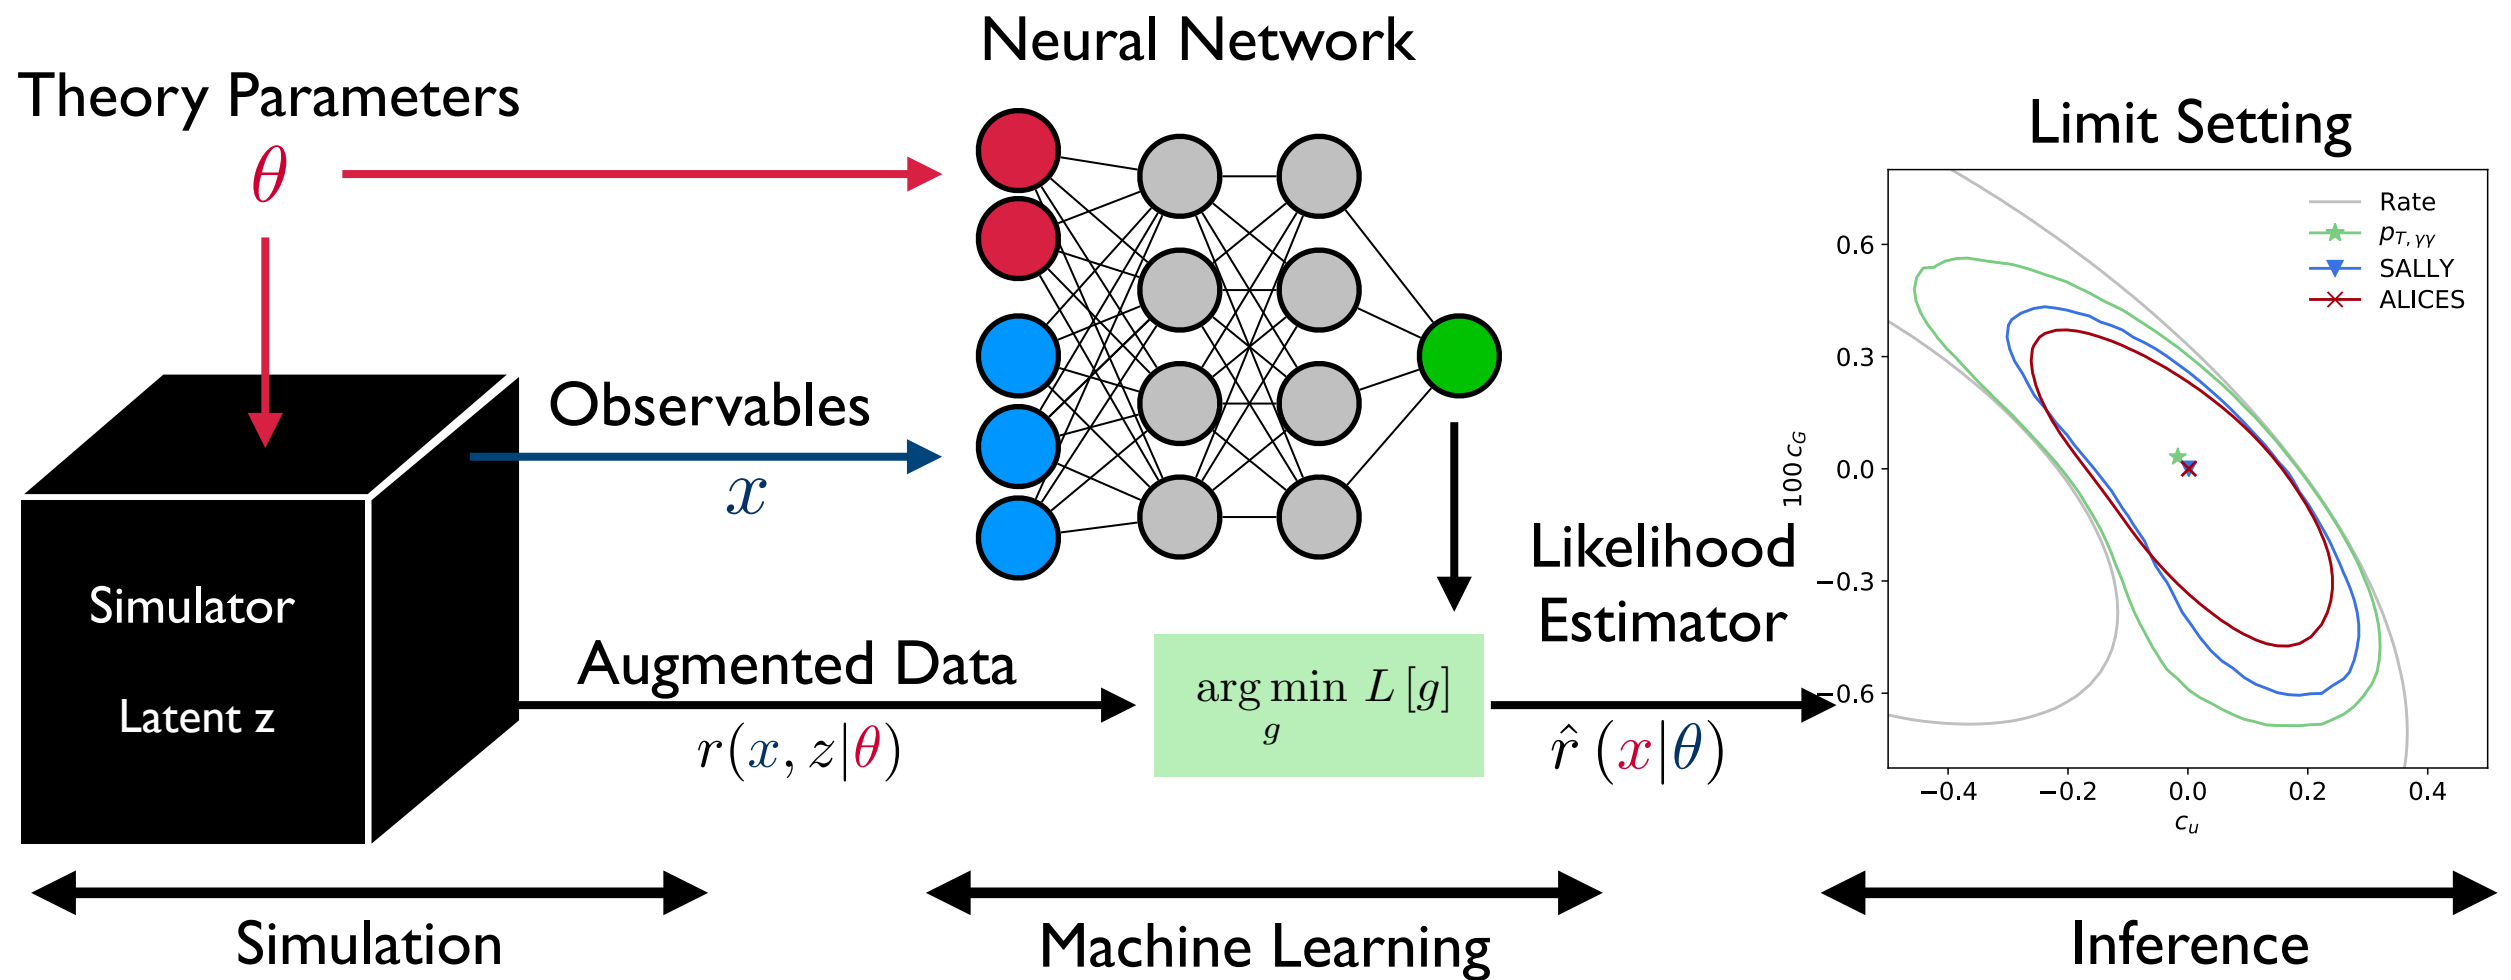 Neural Network
Theory Parameters
θ
Limit Setting
Rate
p_{T, γγ}
SALLY
ALICES
0.6
0.3
0.0
−0.3
−0.6
100 c_G
−0.4
−0.2
0.0
0.2
0.4
c_u
Observables
x
Simulator
Latent z
Augmented Data
r(x, z|θ)
arg min L [g]
g
Likelihood
Estimator
r̂ (x|θ)
Simulation
Machine Learning
Inference